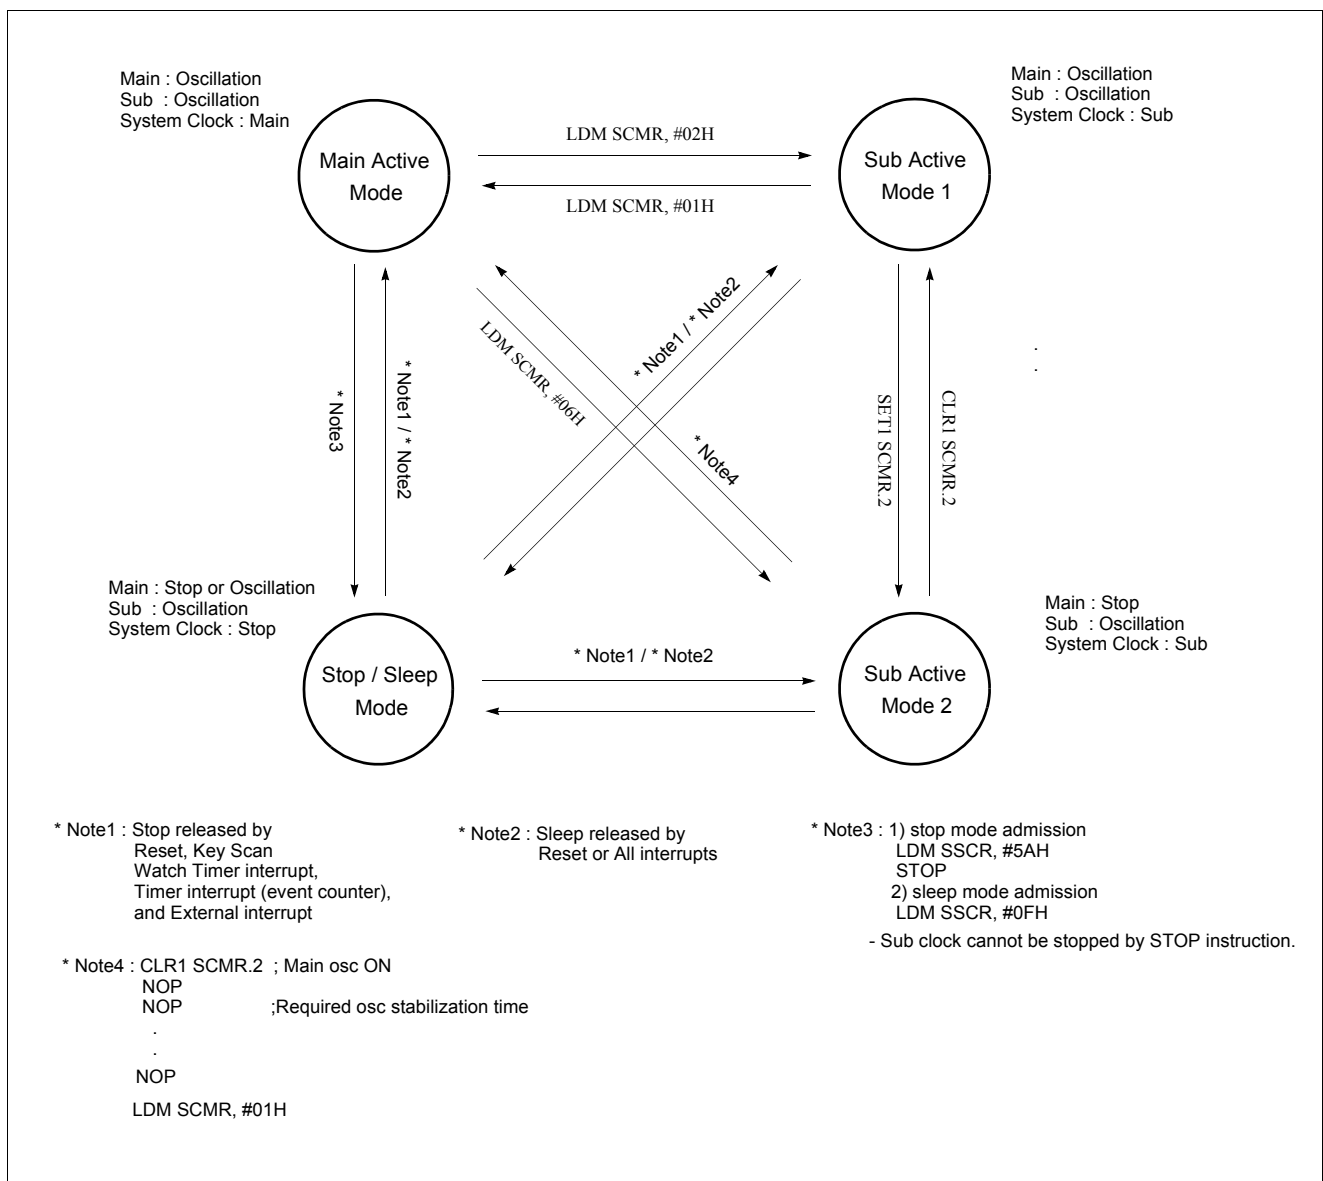 Main : Oscillation
Sub : Oscillation
System Clock : Main
Main : Oscillation
Sub : Oscillation
System Clock : Sub
Main Active
Mode
LDM SCMR, #02H
LDM SCMR, #01H
Sub Active
Mode 1
* Note3
* Note1 / * Note2
LDM SCMR, #06H
* Note1 / * Note2
* Note4
SET1 SCMR.2
CLR1 SCMR.2
.
.
Main : Stop or Oscillation
Sub : Oscillation
System Clock : Stop
Main : Stop
Sub : Oscillation
System Clock : Sub
Stop / Sleep
Mode
* Note1 / * Note2
Sub Active
Mode 2
* Note1 : Stop released by
Reset, Key Scan
Watch Timer interrupt,
Timer interrupt (event counter),
and External interrupt
* Note2 : Sleep released by
Reset or All interrupts
* Note3 : 1) stop mode admission
LDM SSCR, #5AH
STOP
2) sleep mode admission
LDM SSCR, #0FH
- Sub clock cannot be stopped by STOP instruction.
* Note4 : CLR1 SCMR.2 ; Main osc ON
NOP
NOP ;Required osc stabilization time
.
.
NOP
LDM SCMR, #01H